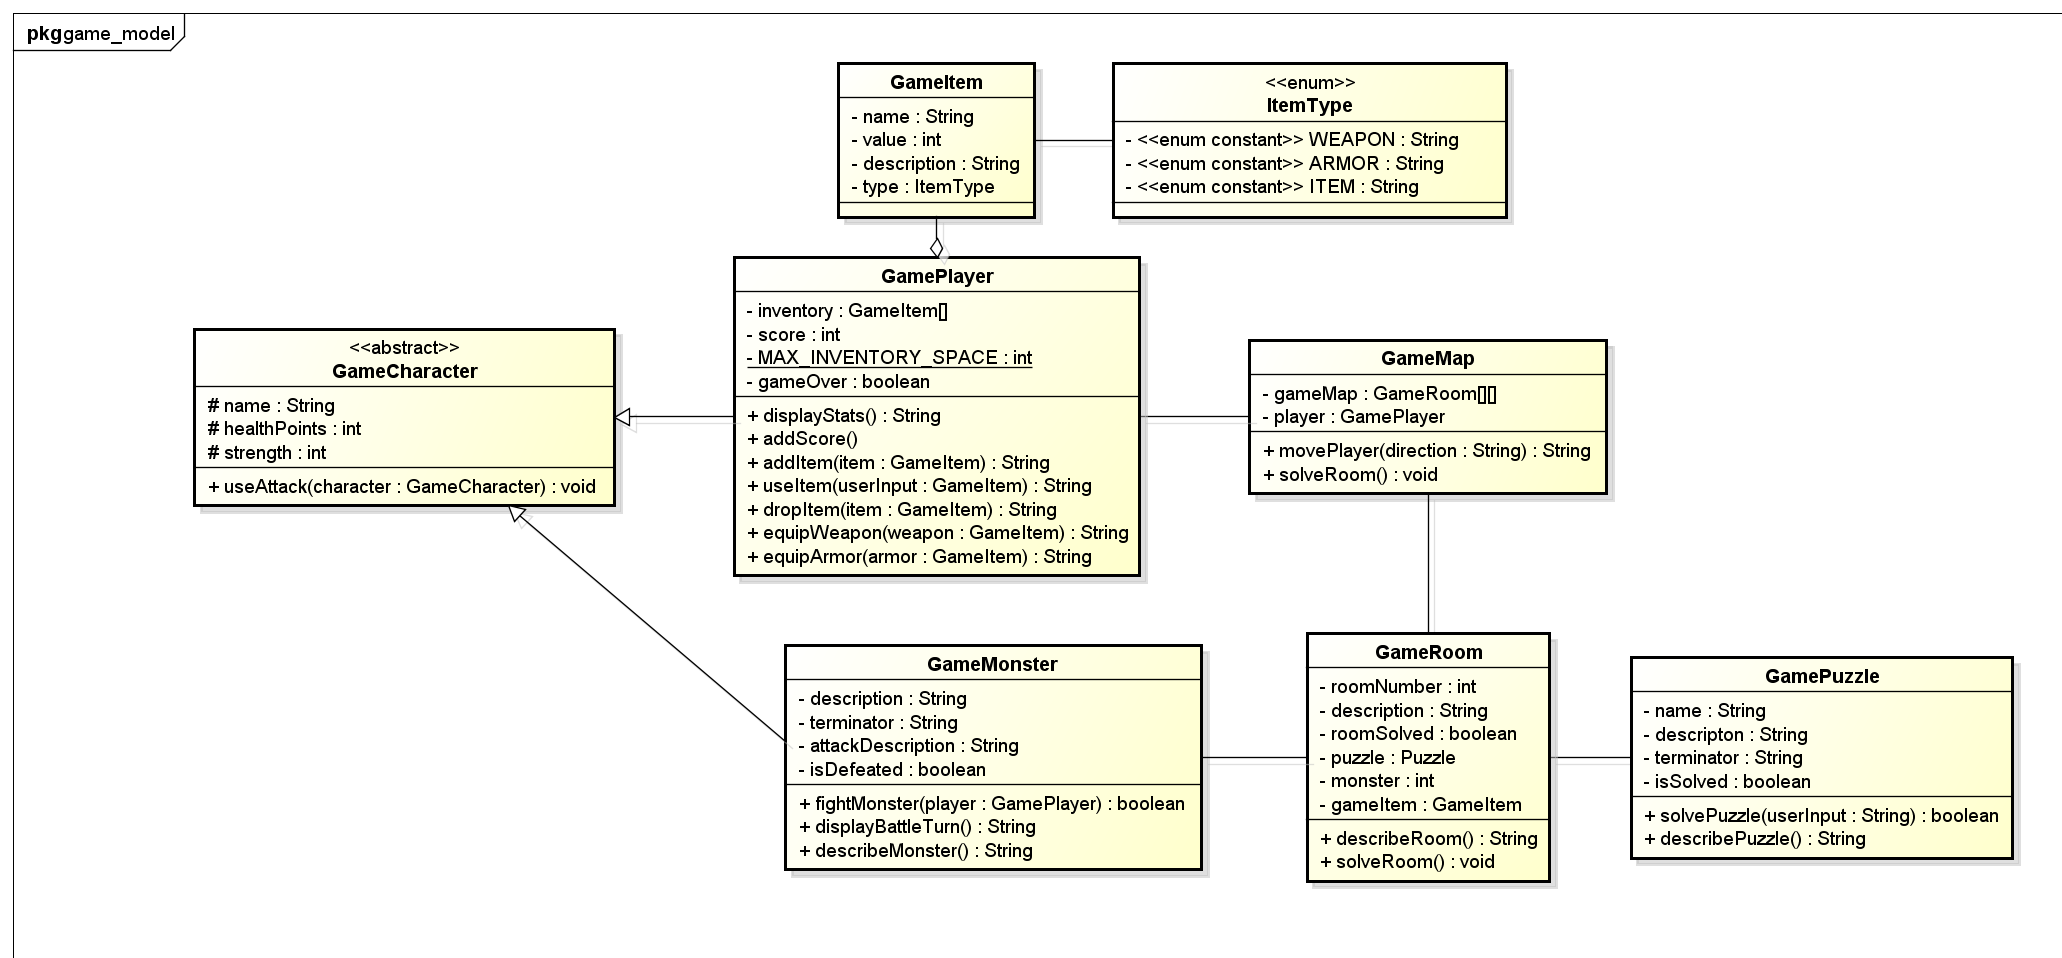 pkg game_model
GameItem
- name : String
- value : int
- description : String
- type : ItemType
<<enum>>
ItemType
- <<enum constant>> WEAPON : String
- <<enum constant>> ARMOR : String
- <<enum constant>> ITEM : String
GamePlayer
- inventory : GameItem[]
- score : int
- MAX_INVENTORY_SPACE : int
- gameOver : boolean
+ displayStats() : String
+ addScore()
+ addItem(item : GameItem) : String
+ useItem(userInput : GameItem) : String
+ dropItem(item : GameItem) : String
+ equipWeapon(weapon : GameItem) : String
+ equipArmor(armor : GameItem) : String
<<abstract>>
GameCharacter
# name : String
# healthPoints : int
# strength : int
+ useAttack(character : GameCharacter) : void
GameMap
- gameMap : GameRoom[][]
- player : GamePlayer
+ movePlayer(direction : String) : String
+ solveRoom() : void
GameMonster
- description : String
- terminator : String
- attackDescription : String
- isDefeated : boolean
+ fightMonster(player : GamePlayer) : boolean
+ displayBattleTurn() : String
+ describeMonster() : String
GameRoom
- roomNumber : int
- description : String
- roomSolved : boolean
- puzzle : Puzzle
- monster : int
- gameItem : GameItem
+ describeRoom() : String
+ solveRoom() : void
GamePuzzle
- name : String
- descripton : String
- terminator : String
- isSolved : boolean
+ solvePuzzle(userInput : String) : boolean
+ describePuzzle() : String